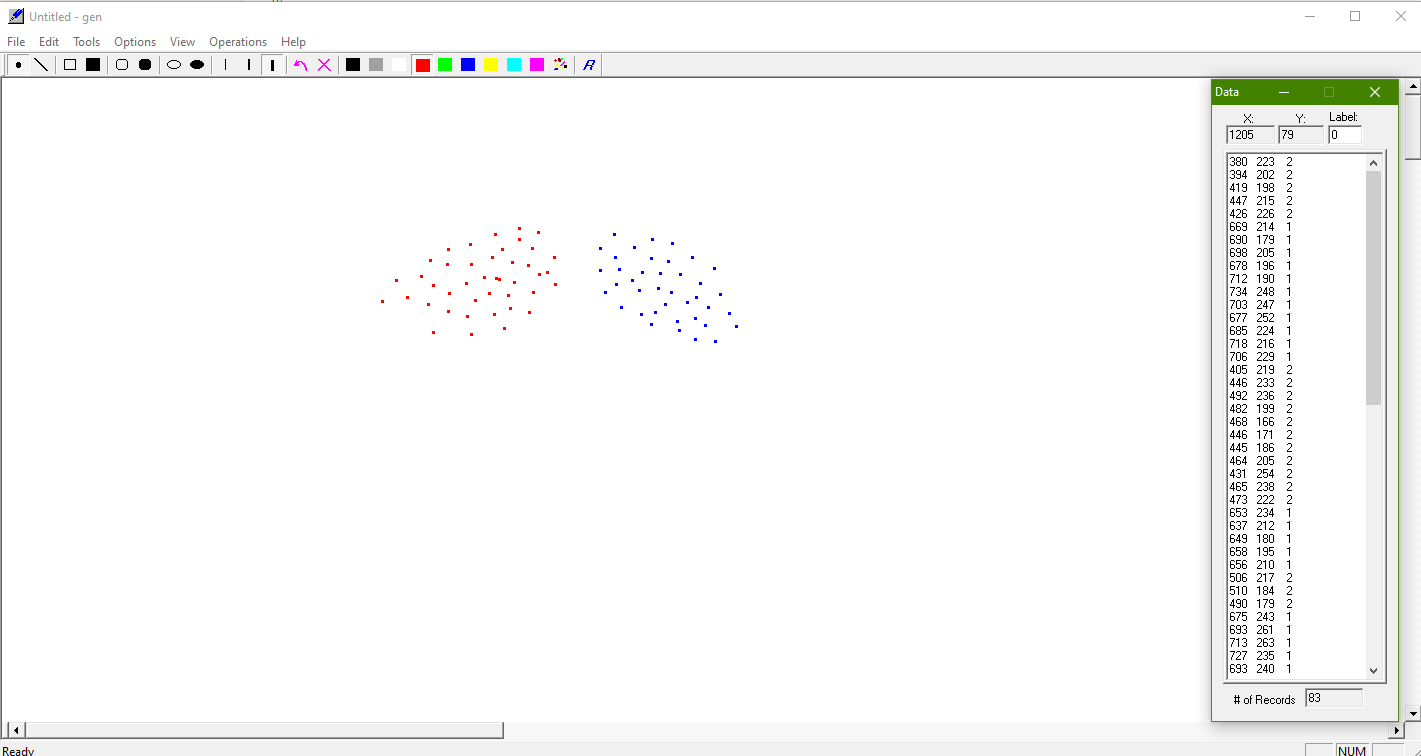 Untitled - gen
File Edit Tools Options View Operations Help
R
Data
X: Y: Label:
1205 79 0
380 223 2
394 202 2
419 198 2
447 215 2
426 226 2
669 214 1
690 179 1
698 205 1
678 196 1
712 190 1
734 248 1
703 247 1
677 252 1
685 224 1
718 216 1
706 229 1
405 219 2
446 233 2
492 236 2
482 199 2
468 166 2
446 171 2
445 186 2
464 205 2
431 254 2
465 238 2
473 222 2
653 234 1
637 212 1
649 180 1
658 195 1
656 210 1
506 217 2
510 184 2
490 179 2
675 243 1
693 261 1
713 263 1
727 235 1
693 240 1
# of Records 83
Ready NUM